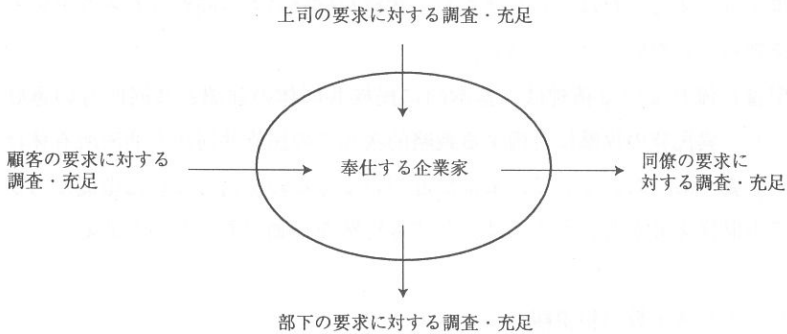 上司の要求に対する調査・充足
顧客の要求に対する
調査・充足
奉仕する企業家
同僚の要求に
対する調査・充足
部下の要求に対する調査・充足